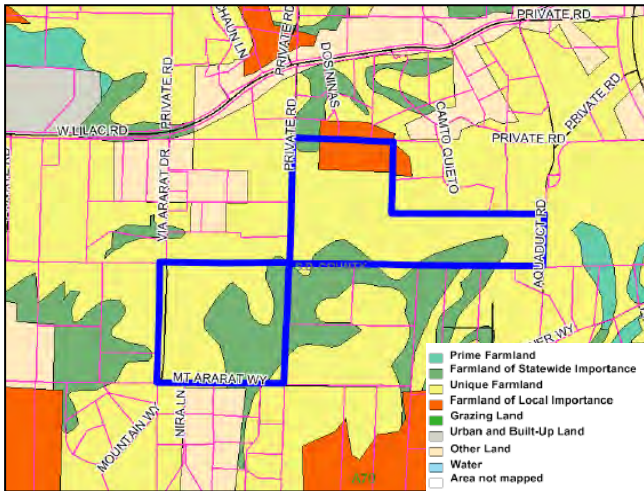 PRIVATE RD
PRIVATE RD
PRIVATE RD
DOS NINAS
PRIVATE RD
W LILAC RD
PRIVATE RD
PRIVATE RD
CAMTO QUIETO
VIA ARARAT DR
AQUADUCT RD
MT ARARAT WY
MOUNTAIN WY
NIRA LN
Prime Farmland
Farmland of Statewide Importance
Unique Farmland
Farmland of Local Importance
Grazing Land
Urban and Built-Up Land
Other Land
Water
Area not mapped